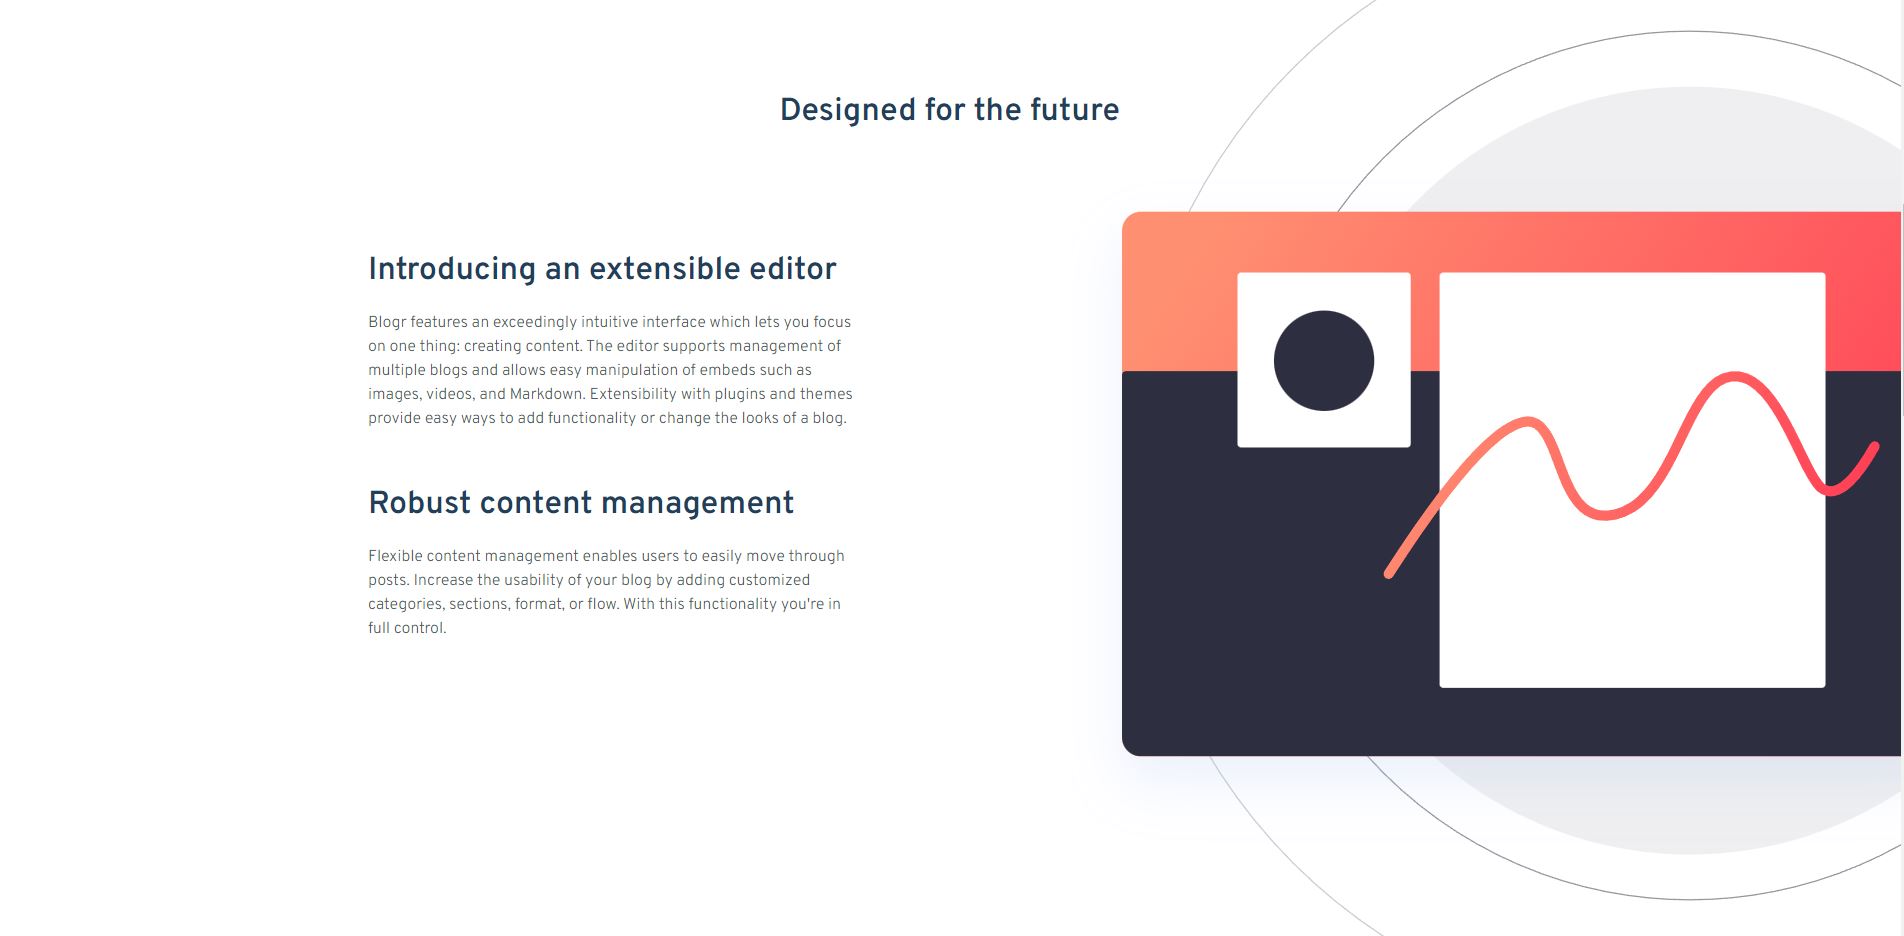 Designed for the future
Introducing an extensible editor
Blogr features an exceedingly intuitive interface which lets you focus
on one thing: creating content. The editor supports management of
multiple blogs and allows easy manipulation of embeds such as
images, videos, and Markdown. Extensibility with plugins and themes
provide easy ways to add functionality or change the looks of a blog.
Robust content management
Flexible content management enables users to easily move through
posts. Increase the usability of your blog by adding customized
categories, sections, format, or flow. With this functionality you're in
full control.